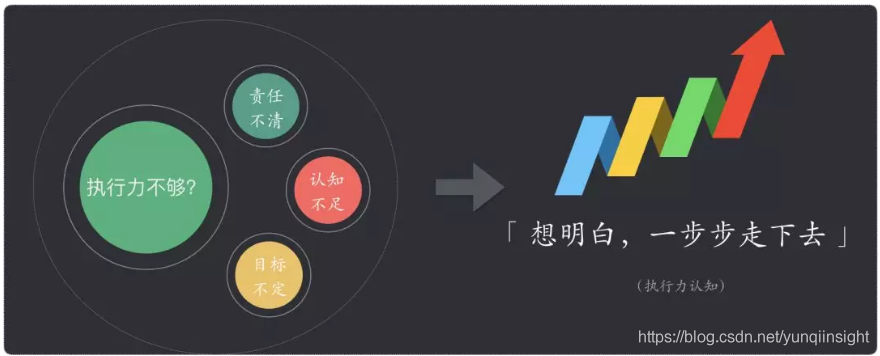 执行力不够?
责任
不清
认知
不足
目标
不定
「 想明白，一步步走下去 」
（执行力认知）
https://blog.csdn.net/yunqiinsight